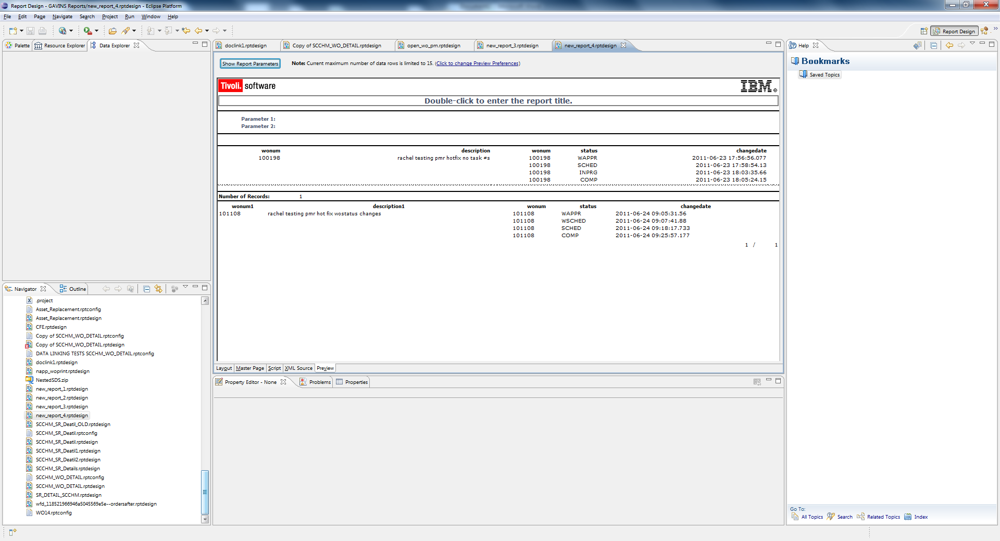 Report Design - GAVINS Reports/new_report_4.rptdesign - Eclipse Platform
File Edit Page Navigate Search Project Run Window Help
Report Design
Palette Resource Explorer Data Explorer
doclink1.rptdesign Copy of SCCHM_WO_DETAIL.rptdesign open_wo_pm.rptdesign new_report_3.rptdesign new_report_4.rptdesign
Help
Show Report Parameters Note: Current maximum number of data rows is limited to 15. (Click to change Preview Preferences)
Bookmarks
Saved Topics
Tivoli. software IBM®
Double-click to enter the report title.
Parameter 1:
Parameter 2:
wonum description wonum status changedate
100198 rachel testing pmr hotfix no task #s 100198 WAPPR 2011-06-23 17:56:56.077
100198 SCHED 2011-06-23 17:58:54.13
100198 INPRG 2011-06-23 18:03:35.66
100198 COMP 2011-06-23 18:05:24.15
Number of Records: 1
wonum1 description1 wonum status changedate
101108 rachel testing pmr hot fix wostatus changes 101108 WAPPR 2011-06-24 09:05:31.56
101108 WSCHED 2011-06-24 09:07:41.88
101108 SCHED 2011-06-24 09:18:17.733
101108 COMP 2011-06-24 09:25:57.177
1 / 1
Layout Master Page Script XML Source Preview
Property Editor - None Problems Properties
Navigator Outline
.project
Asset_Replacement.rptconfig
Asset_Replacement.rptdesign
CFE.rptdesign
Copy of SCCHM_WO_DETAIL.rptconfig
Copy of SCCHM_WO_DETAIL.rptdesign
DATA LINKING TESTS SCCHM_WO_DETAIL.rptconfig
doclink1.rptdesign
napp_woprint.rptdesign
NestedSDS.zip
new_report_1.rptdesign
new_report_2.rptdesign
new_report_3.rptdesign
new_report_4.rptdesign
SCCHM_SR_Deatil_OLD.rptdesign
SCCHM_SR_Deatil.rptconfig
SCCHM_SR_Deatil.rptdesign
SCCHM_SR_Deatil1.rptdesign
SCCHM_SR_Deatil2.rptdesign
SCCHM_SR_Details.rptdesign
SCCHM_WO_DETAIL.rptconfig
SCCHM_WO_DETAIL.rptdesign
SR_DETAIL_SCCHM.rptdesign
wfd_118521966946a5045569e5e--ordersafter.rptdesign
WO14.rptconfig
Go To:
All Topics Search Related Topics Index